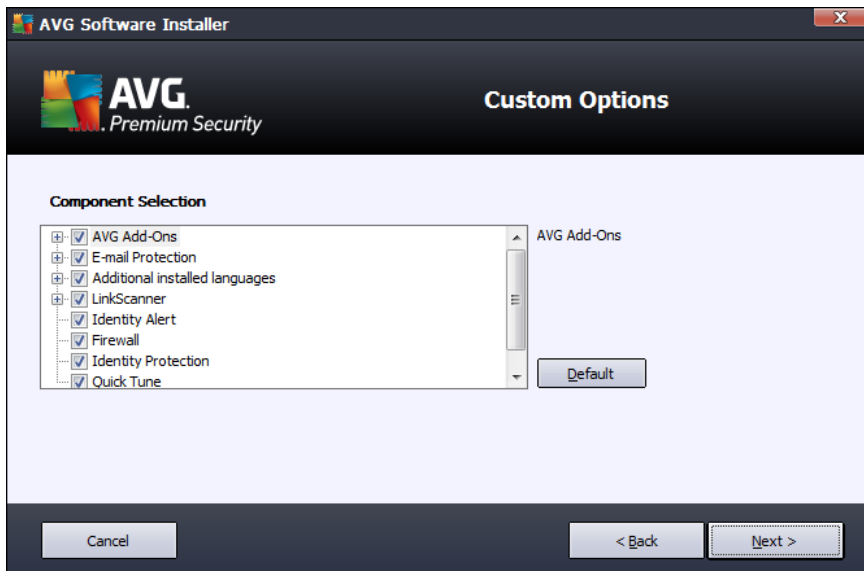 AVG Software Installer
AVG.
Premium Security
Custom Options
Component Selection
AVG Add-Ons
E-mail Protection
Additional installed languages
LinkScanner
Identity Alert
Firewall
Identity Protection
Quick Tune
AVG Add-Ons
Default
Cancel
< Back
Next >